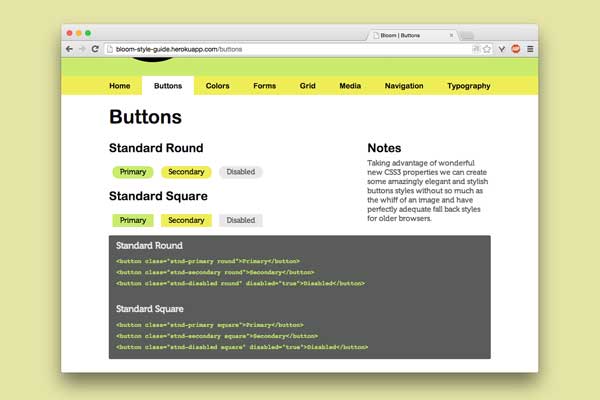 Bloom | Buttons
bloom-style-guide.herokuapp.com/buttons
Home Buttons Colors Forms Grid Media Navigation Typography
Buttons
Standard Round
Primary Secondary Disabled
Standard Square
Primary Secondary Disabled
Notes
Taking advantage of wonderful
new CSS3 properties we can create
some amazingly elegant and stylish
buttons styles without so much as
the whiff of an image and have
perfectly adequate fall back styles
for older browsers.
Standard Round
<button class="stnd-primary round">Primary</button>
<button class="stnd-secondary round">Secondary</button>
<button class="stnd-disabled round" disabled="true">Disabled</button>
Standard Square
<button class="stnd-primary square">Primary</button>
<button class="stnd-secondary square">Secondary</button>
<button class="stnd-disabled square" disabled="true">Disabled</button>